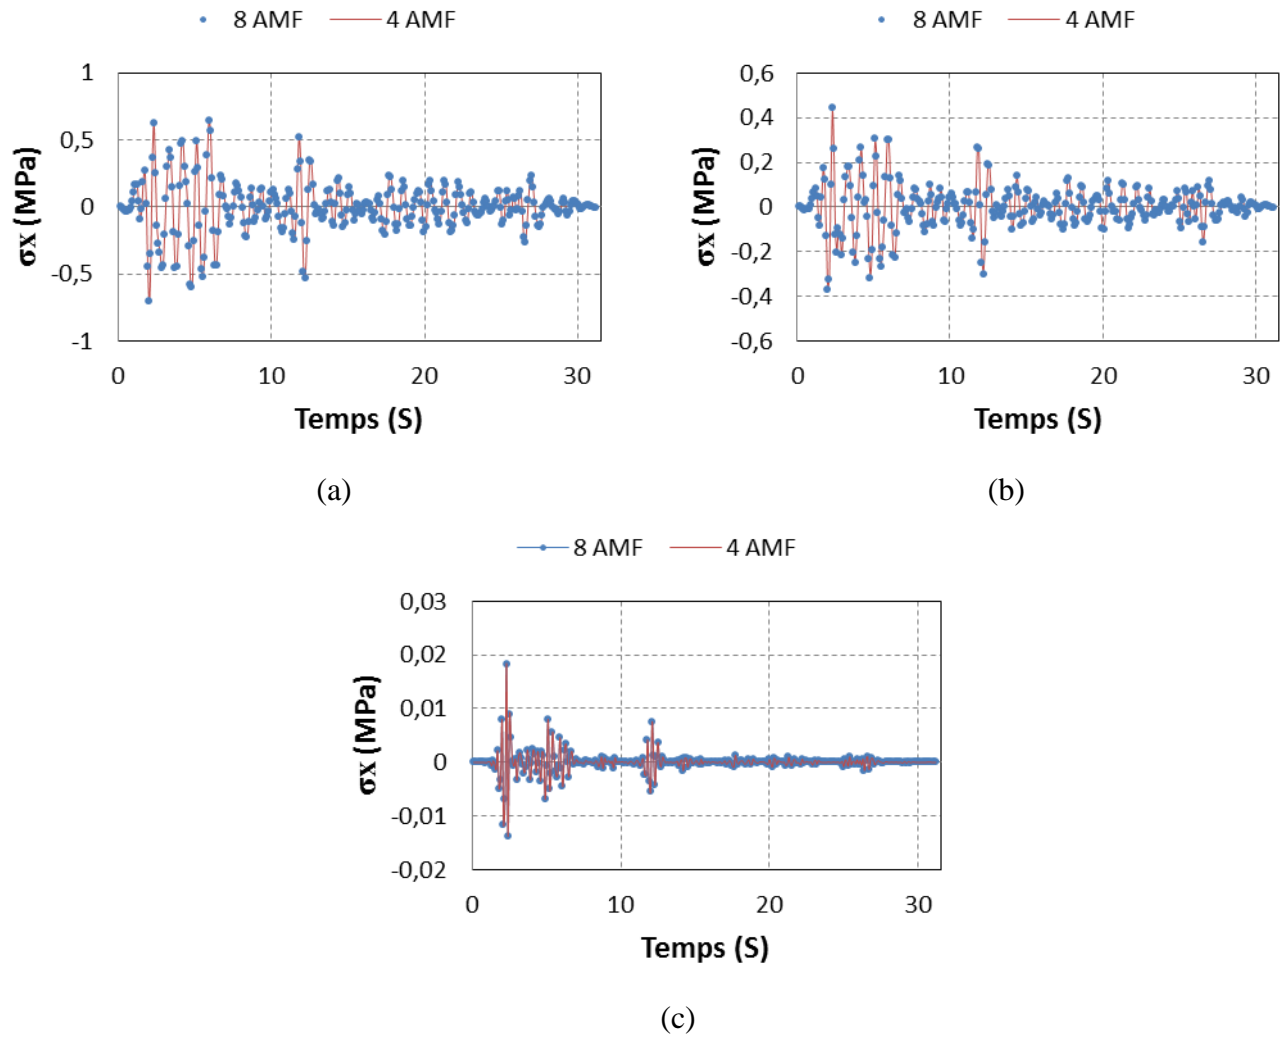 8 AMF 4 AMF
1
0,5
0
-0,5
-1
σx (MPa)
0 10 20 30
Temps (S)
(a)
8 AMF 4 AMF
0,6
0,4
0,2
0
-0,2
-0,4
-0,6
σx (MPa)
0 10 20 30
Temps (S)
(b)
8 AMF 4 AMF
0,03
0,02
0,01
0
-0,01
-0,02
σx (MPa)
0 10 20 30
Temps (S)
(c)